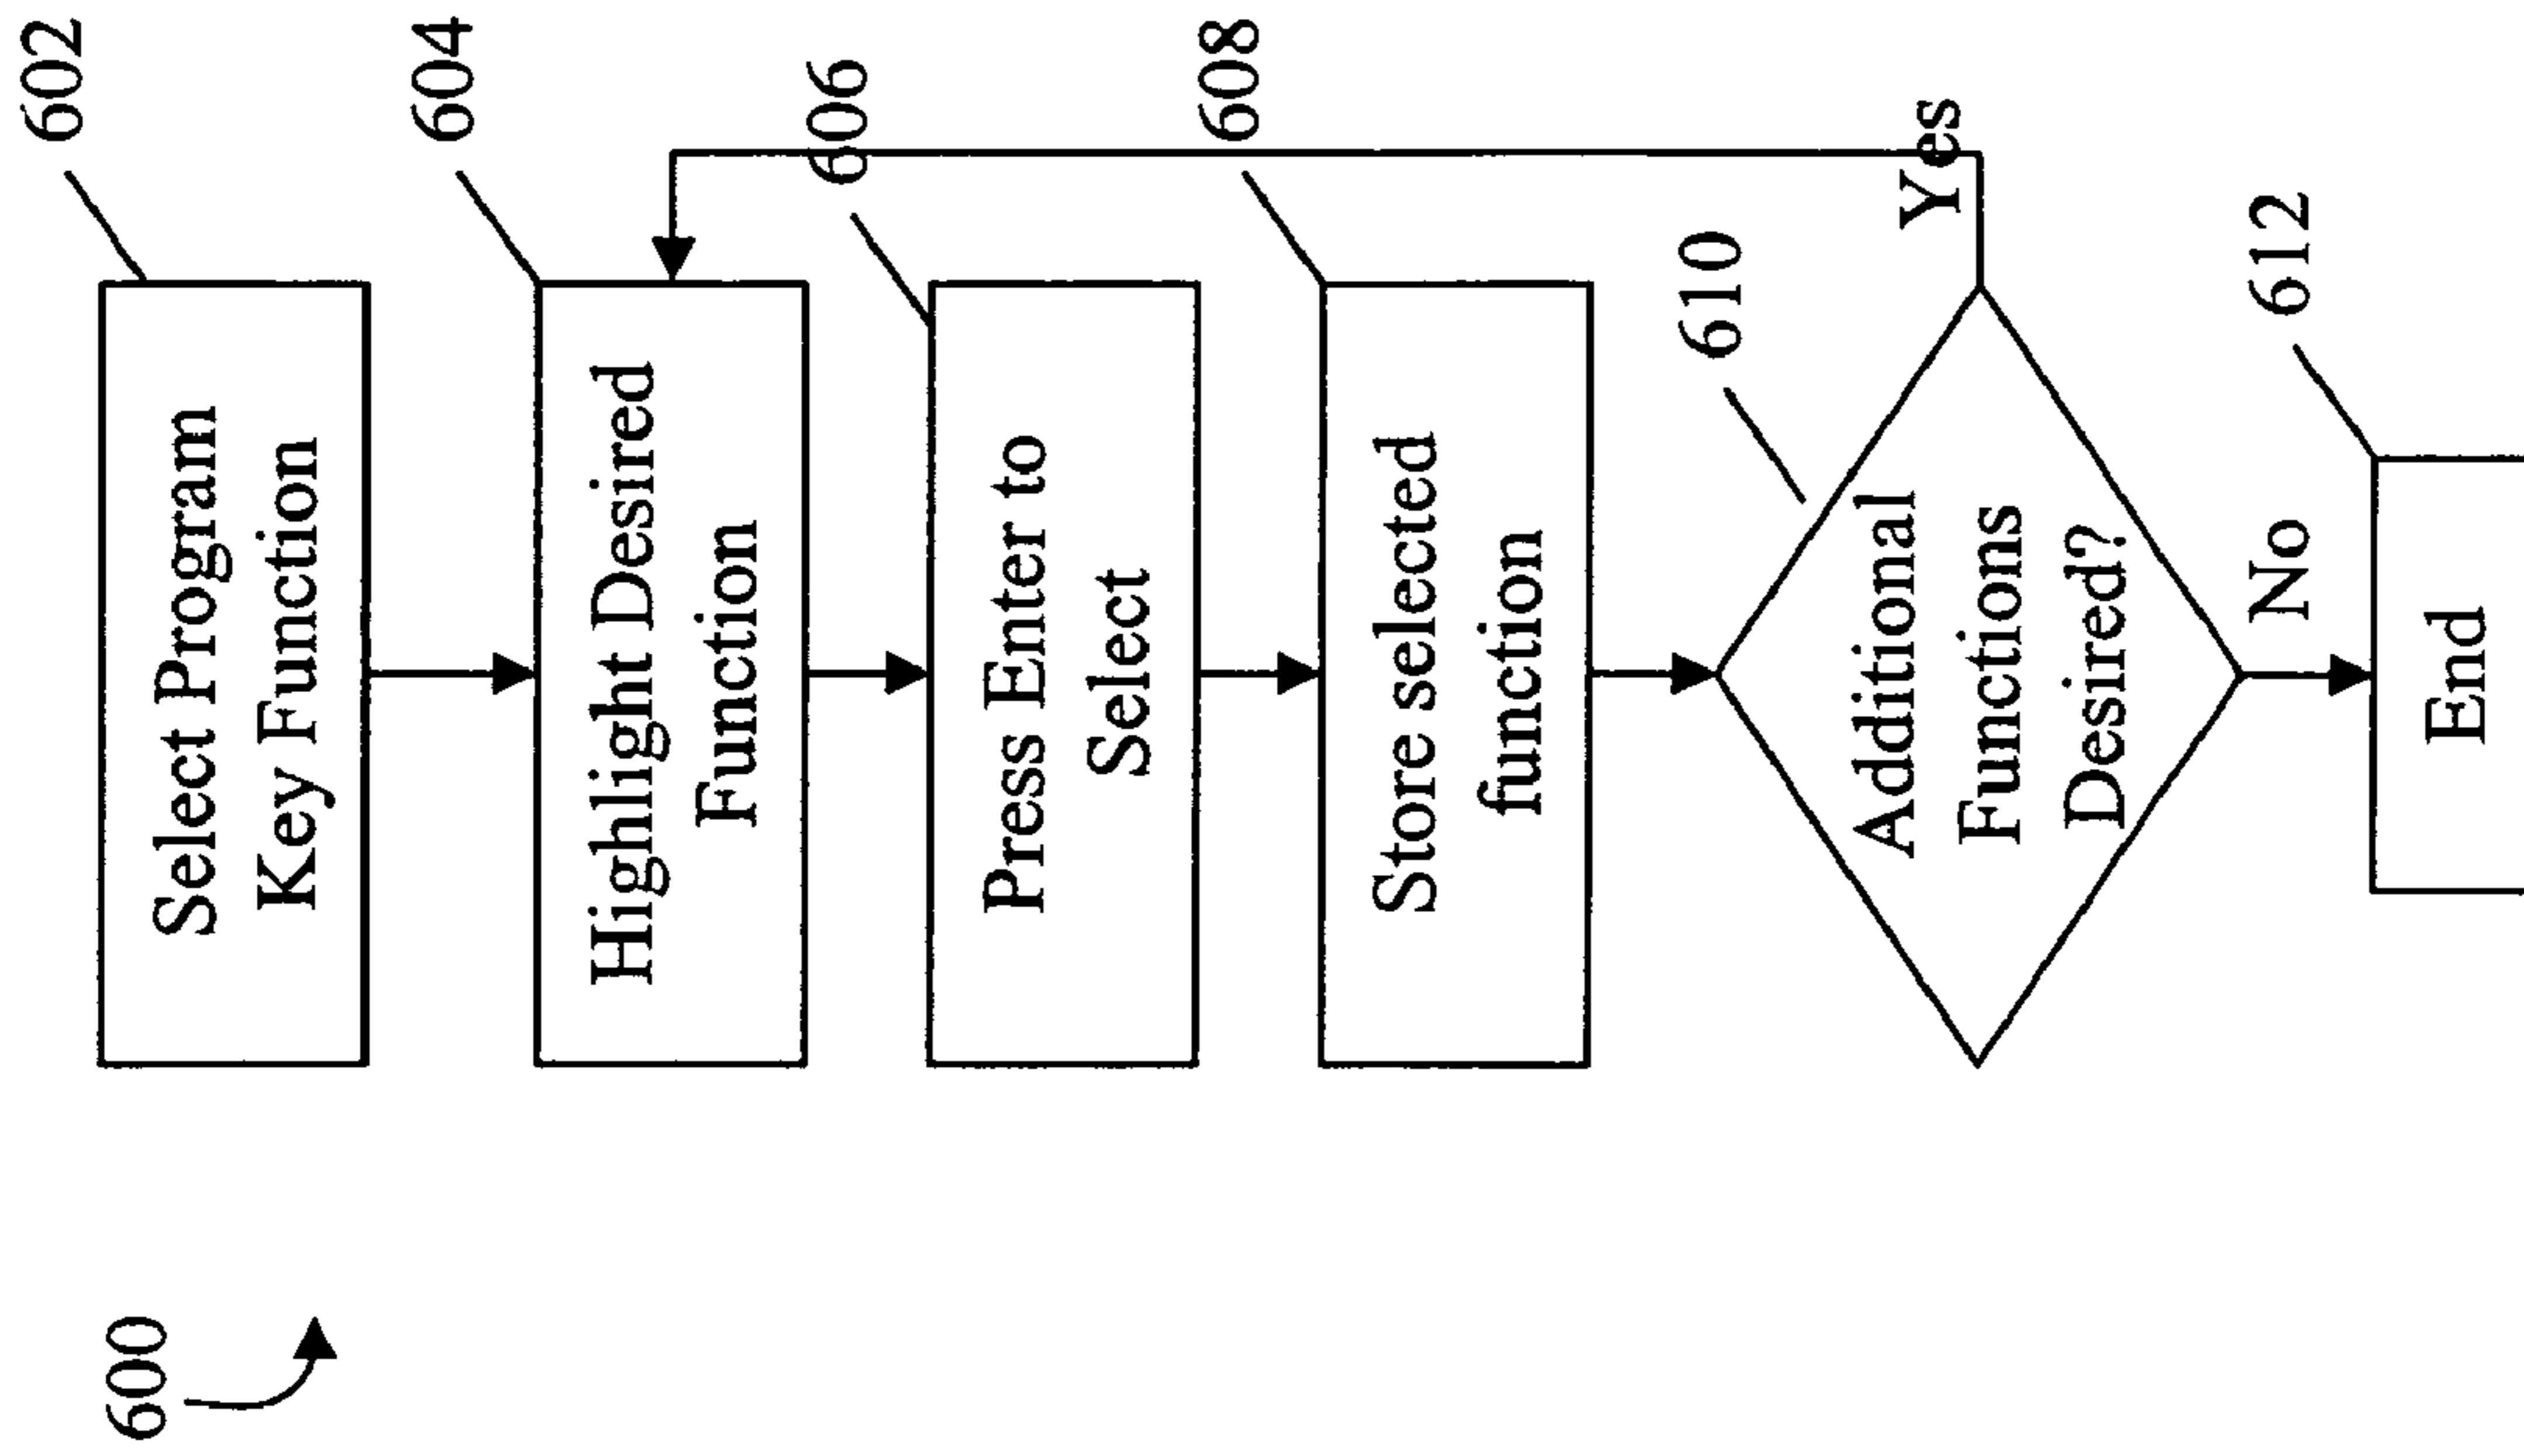 600
602
Select Program
Key Function
604
Highlight Desired
Function
606
Press Enter to
Select
608
Store selected
function
610
Additional
Functions
Desired?
Yes
No
612
End